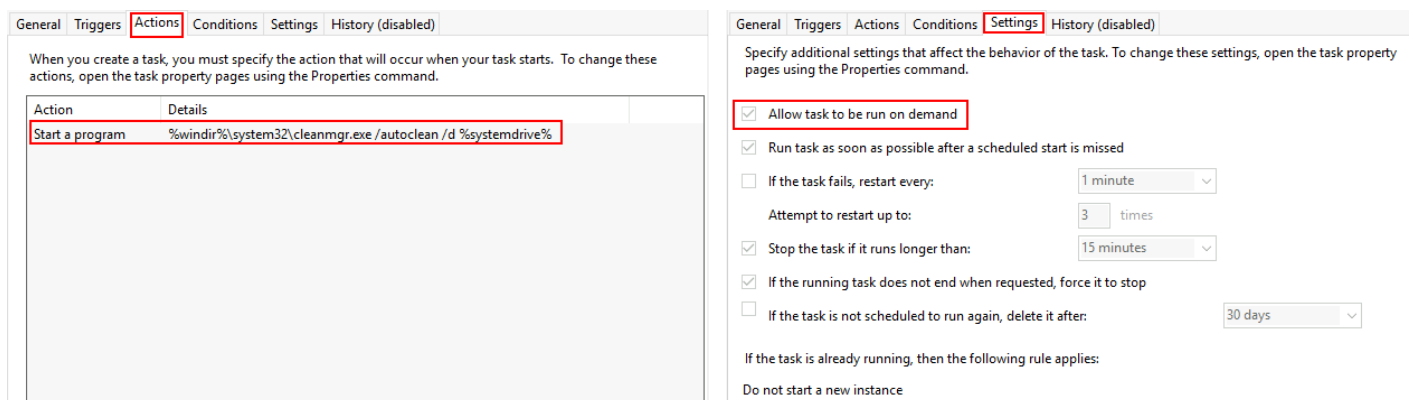 General Triggers Actions Conditions Settings History (disabled)
When you create a task, you must specify the action that will occur when your task starts. To change these
actions, open the task property pages using the Properties command.
Action Details
Start a program %windir%\system32\cleanmgr.exe /autoclean /d %systemdrive%
General Triggers Actions Conditions Settings History (disabled)
Specify additional settings that affect the behavior of the task. To change these settings, open the task property
pages using the Properties command.
Allow task to be run on demand
Run task as soon as possible after a scheduled start is missed
If the task fails, restart every: 1 minute
Attempt to restart up to: 3 times
Stop the task if it runs longer than: 15 minutes
If the running task does not end when requested, force it to stop
If the task is not scheduled to run again, delete it after: 30 days
If the task is already running, then the following rule applies:
Do not start a new instance